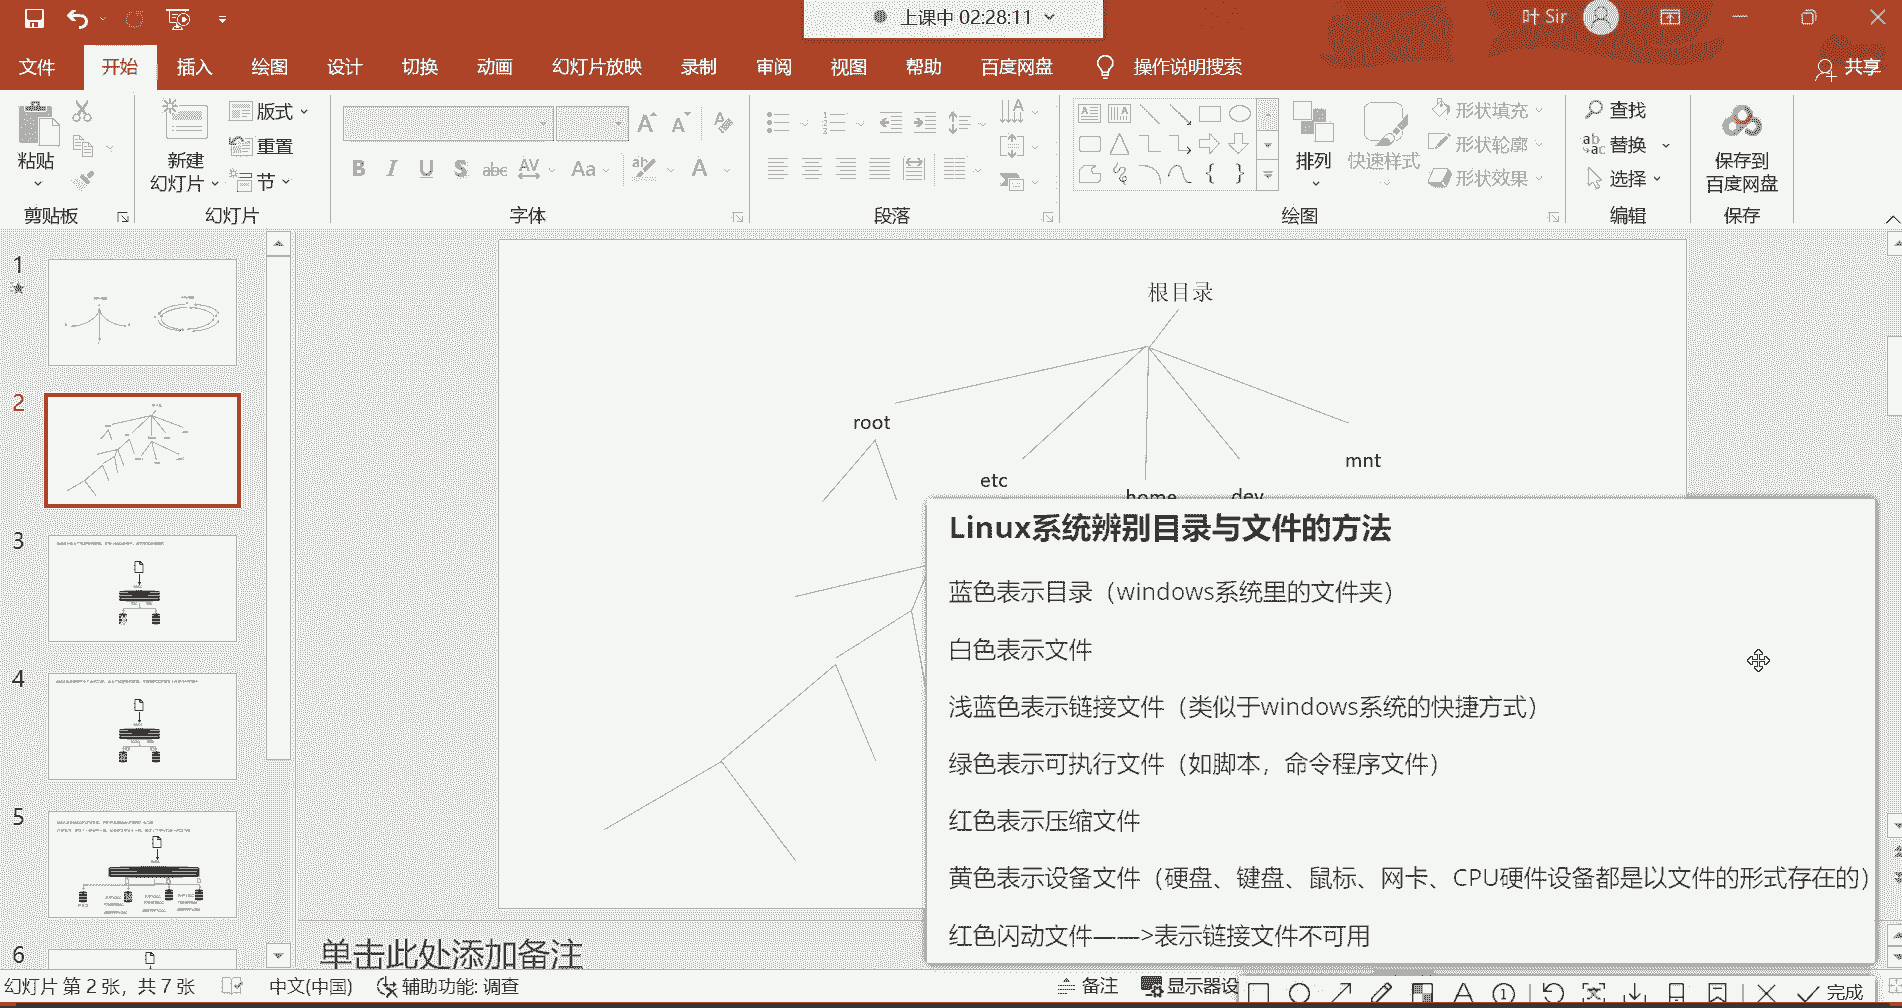 上课中 02:28:11
叶 Sir
文件 开始 插入 绘图 设计 切换 动画 幻灯片放映 录制 审阅 视图 帮助 百度网盘 操作说明搜索 共享
粘贴
剪贴板
新建
幻灯片
版式
重置
节
幻灯片
B I U S abc AV Aa A
字体
段落
排列
快速样式
形状填充
形状轮廓
形状效果
绘图
查找
替换
选择
编辑
保存到
百度网盘
保存
1
2
3
4
5
6
根目录
root
etc
home
dev
mnt
Linux系统辨别目录与文件的方法
蓝色表示目录（windows系统里的文件夹）
白色表示文件
浅蓝色表示链接文件（类似于windows系统的快捷方式）
绿色表示可执行文件（如脚本，命令程序文件）
红色表示压缩文件
黄色表示设备文件（硬盘、键盘、鼠标、网卡、CPU硬件设备都是以文件的形式存在的）
红色闪动文件——>表示链接文件不可用
单击此处添加备注
幻灯片 第 2 张，共 7 张 中文(中国) 辅助功能: 调查 备注 显示器设
完成